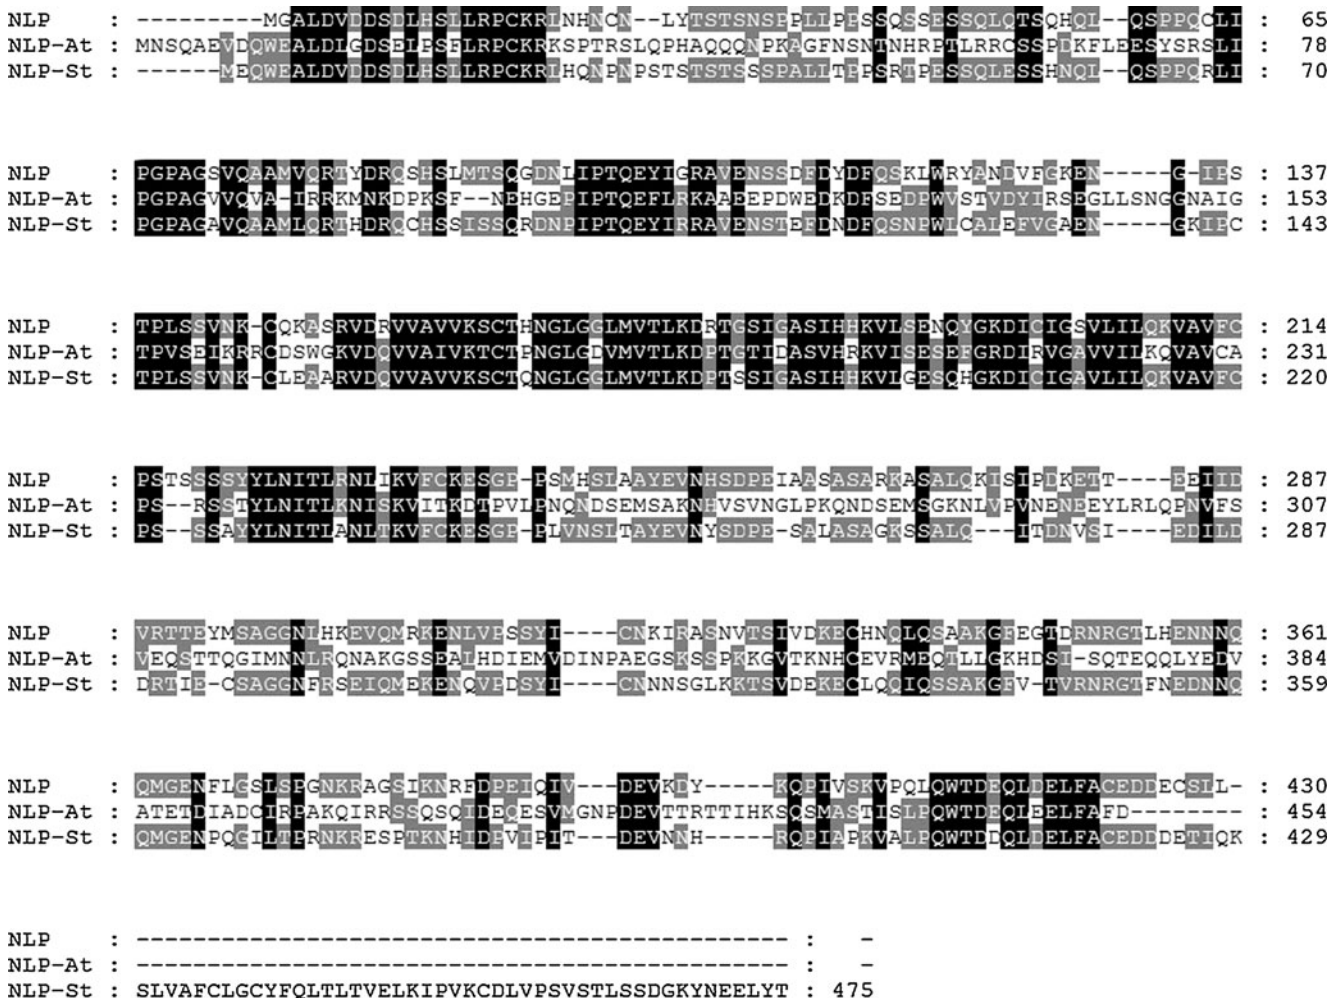 NLP : ---------MGALDVDDSDLHSLLRPCKRLNHNCN--LYTSTSNSPPLLPPSSQSSESSQLQTSQHQL--QSPPQCLI : 65
NLP-At : MNSQAEVDQWEALDLGDSELPSFLRPCKRKSPTRSLQPHAQQQNPKAGFNSNTNHRPTLRRCSSPDKFLEESYSRSLI : 78
NLP-St : ------MEQWEALDVDDSDLHSLLRPCKRLHQNPNPSTSTSTSSSPALLTPPSRTPESSQLESSHNQL--QSPPQRLI : 70
NLP : PGPAGSVQAAMVQRTYDRQSHSLMTSQGDNLIPTQEYIGRAVENSSDFDYDFQSKLWRYANDVFGKEN-----G-IPS : 137
NLP-At : PGPAGVVQVA-IRRKMNKDPKSF--NEHGEPIPTQEFLRKAAEEPDWEDKDFSEDPWVSTVDYIRSEGLLSNGGNAIG : 153
NLP-St : PGPAGAVQAAMLQRTHDRQCHSSISSQRDNPIPTQEYIRRAVENSTEFDNDFQSNPWLCALEFVGAEN-----GKIPC : 143
NLP : TPLSSVNK-CQKASRVDRVVAVVKSCTHNGLGGLMVTLKDRTGSIGASIHHKVLSENQYGKDICIGSVLILQKVAVFC : 214
NLP-At : TPVSEIKRRCDSWGKVDQVVAIVKTCTPNGLGDVMVTLKDPTGTIDASVHRKVISESEFGRDIRVGAVVILKQVAVCA : 231
NLP-St : TPLSSVNK-CLEAARVDQVVAVVKSCTQNGLGGLMVTLKDPTSSIGASIHHKVLGESQHGKDICIGAVLILQKVAVFC : 220
NLP : PSTSSSSYYLNITLRNLIKVFCKESGP-PSMHSLAAYEVNHSDPEIAASASARKASALQKISIPDKETT----EEIID : 287
NLP-At : PS--RSSTYLNITLKNISKVITKDTPVLPNQNDSEMSAKNHVSVNGLPKQNDSEMSGKNLVPVNENEEYLRLQPNVFS : 307
NLP-St : PS--SSAYYLNITLANLTKVFCKESGP-PLVNSLTAYEVNYSDPE-SALASAGKSSALQ---ITDNVSI----EDILD : 287
NLP : VRTTEYMSAGGNLHKEVQMRKENLVPSSYI----CNKIRASNVTSIVDKECHNQLQSAAKGFEGTDRNRGTLHENNNQ : 361
NLP-At : VEQSTTQGIMNNLRQNAKGSSEALHDIEMVDINPAEGSKSSPKKGVTKNHCEVRMEQTLLGKHDSI-SQTEQQLYEDV : 384
NLP-St : DRTIE-CSAGGNFRSEIQMEKENQVPDSYI----CNNNSGLKKTSVDEKECLQQIQSSAKGFV-TVRNRGTFNEDNNQ : 359
NLP : QMGENFLGSLSPGNKRAGSIKNRFDPEIQIV---DEVKDY-----KQPIVSKVPQLQWTDEQLDELFACEDDECSLL- : 430
NLP-At : ATETDIADCIRPAKQIRRSSQSQIDEQESVMGNPDEVTTRTTIHKSQSMASTISLPQWTDEQLEELFAFD-------- : 454
NLP-St : QMGENPQGILTPRNKRESPTKNHIDPVIPIT---DEVNNH-----RQPIAPKVALPQWTDDQLDELFACEDDDETIQK : 429
NLP : ---------------------------------------------- : -
NLP-At : ---------------------------------------------- : -
NLP-St : SLVAFCLGCYFQLTLTVELKIPVKCDLVPSVSTLSSDGKYNEELYT : 475